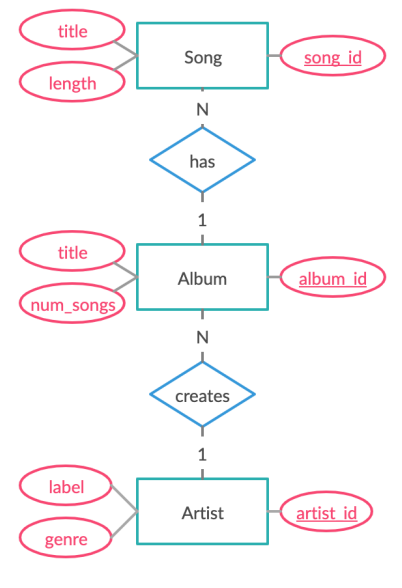 title
Song
song_id
length
N
has
1
title
Album
album_id
num_songs
N
creates
1
label
Artist
artist_id
genre